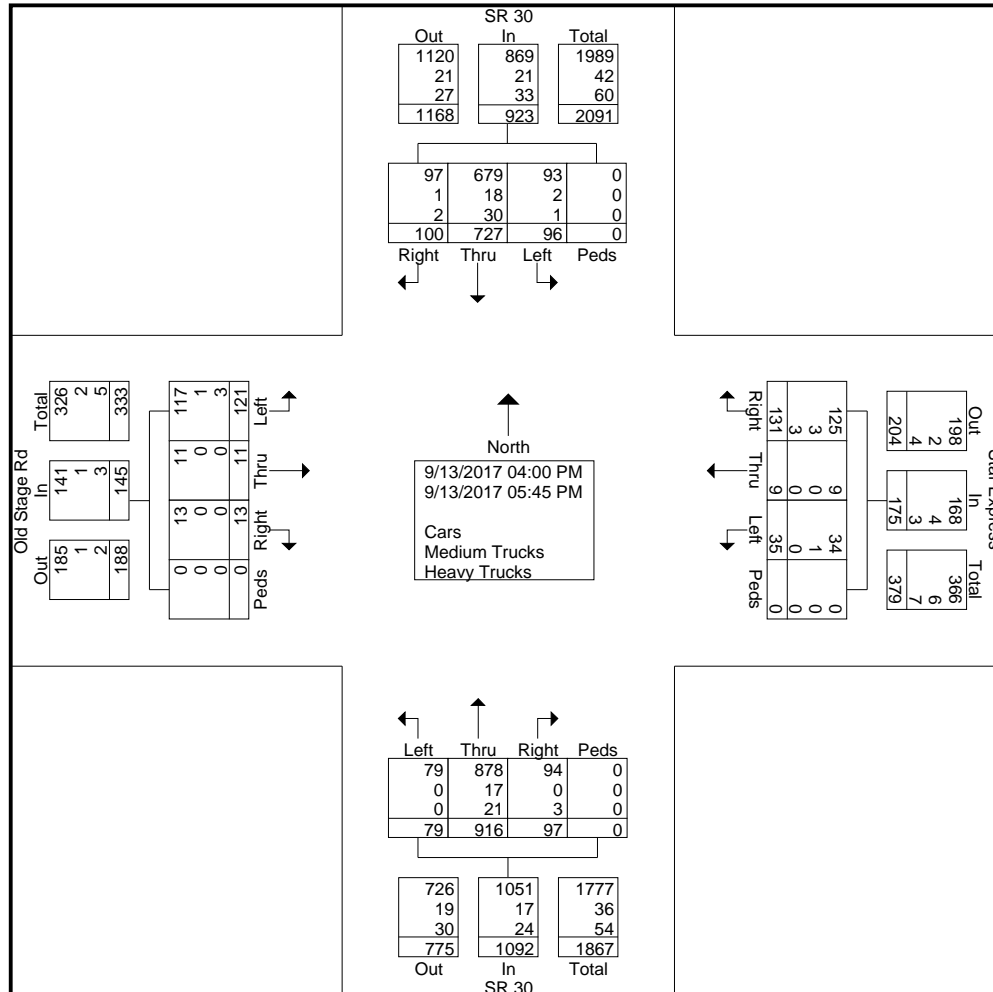 SR 30
Out In Total
1120 869 1989
21 21 42
27 33 60
1168 923 2091
97 679 93 0
1 18 2 0
2 30 1 0
100 727 96 0
Right Thru Left Peds
Old Stage Rd
Total In Out
326 141 185
2 1 1
5 3 2
333 145 188
117 11 13 0
1 0 0 0
3 0 0 0
121 11 13 0
Left Thru Right Peds
North
9/13/2017 04:00 PM
9/13/2017 05:45 PM
Cars
Medium Trucks
Heavy Trucks
Right Thru Left Peds
131 9 35 0
3 0 0 0
3 0 1 0
125 9 34 0
Out In Total
198 168 366
2 4 6
4 3 7
204 175 379
Express
Left Thru Right Peds
79 878 94 0
0 17 0 0
0 21 3 0
79 916 97 0
726 1051 1777
19 17 36
30 24 54
775 1092 1867
Out In Total
SR 30